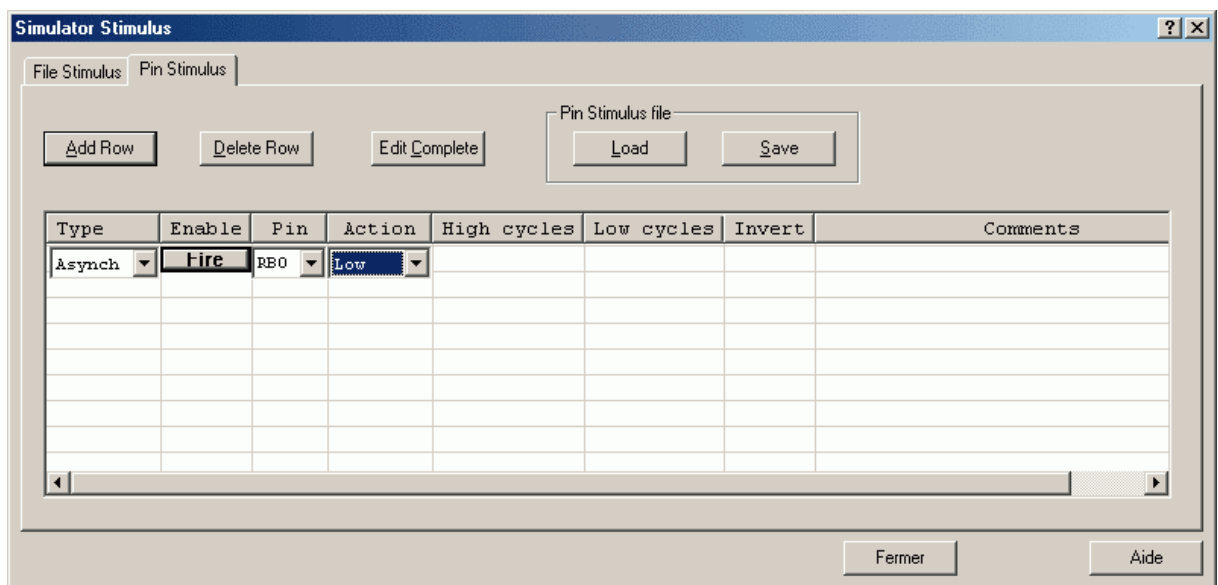 Simulator Stimulus
File Stimulus Pin Stimulus
Pin Stimulus file
Add Row Delete Row Edit Complete Load Save
Type Enable Pin Action High cycles Low cycles Invert Comments
Asynch Fire RB0 Low
Fermer Aide